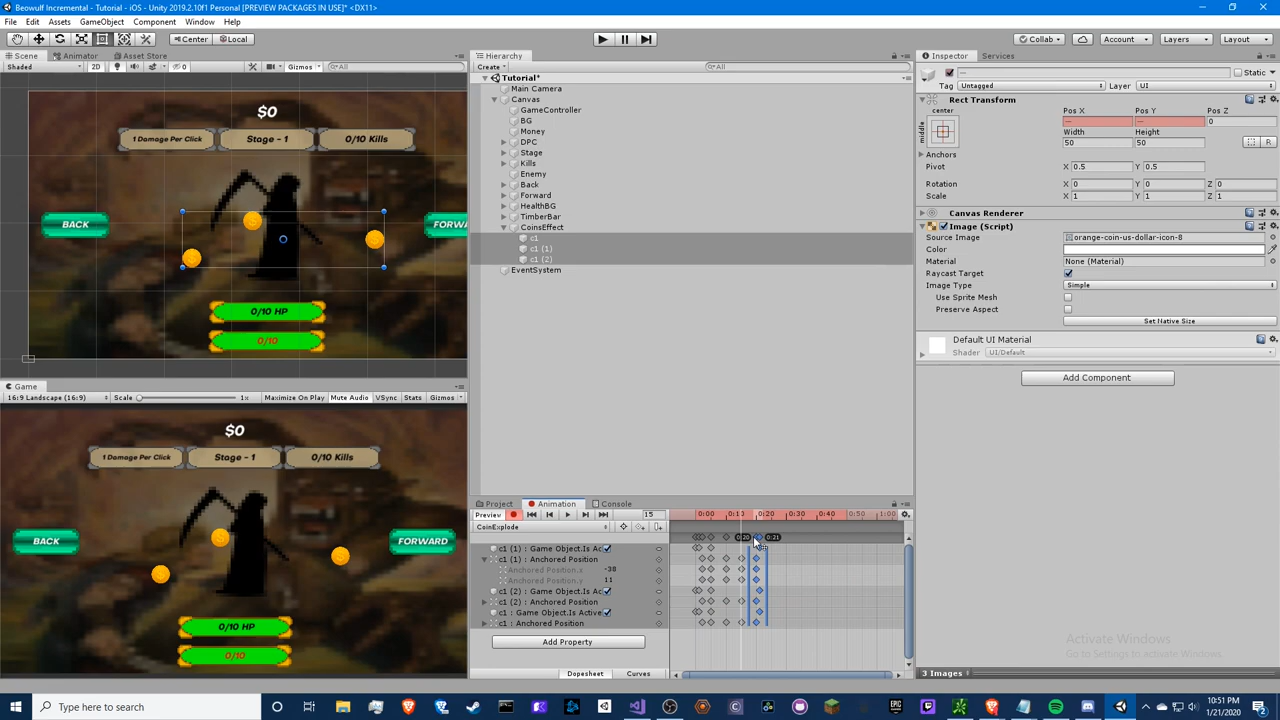 Beowulf Incremental - Tutorial - iOS - Unity 2019.2.10f1 Personal [PREVIEW PACKAGES IN USE]* <DX11>
File Edit Assets GameObject Component Window Help
Center Local Collab Account Layers Layout
Scene Animator Asset Store
Shaded 2D 0 Gizmos All
$0
1 Damage Per Click Stage - 1 0/10 Kills
BACK FORW
0/10 HP
0/10
Game
16:9 Landscape (16:9) Scale 1x Maximize On Play Mute Audio VSync Stats Gizmos
$0
1 Damage Per Click Stage - 1 0/10 Kills
BACK FORWARD
0/10 HP
0/10
Hierarchy
Create All
Tutorial*
Main Camera
Canvas
GameController
BG
Money
DPC
Stage
Kills
Enemy
Back
Forward
HealthBG
TimberBar
CoinsEffect
c1
c1 (1)
c1 (2)
EventSystem
Project Animation Console
Preview 15 0:00 0:20 0:30 0:40 0:50 1:00
CoinExplode 0:20 0:21
c1 (1) : Game Object.Is Ac
c1 (1) : Anchored Position
Anchored Position.x -38
Anchored Position.y 11
c1 (2) : Game Object.Is Ac
c1 (2) : Anchored Position
c1 : Game Object.Is Active
c1 : Anchored Position
Add Property
Dopesheet Curves
Inspector Services
Static
Tag Untagged Layer UI
Rect Transform
center Pos X Pos Y Pos Z
middle — — 0
Width Height
50 50 R
Anchors
Pivot X 0.5 Y 0.5
Rotation X 0 Y 0 Z 0
Scale X 1 Y 1 Z 1
Canvas Renderer
Image (Script)
Source Image orange-coin-us-dollar-icon-8
Color
Material None (Material)
Raycast Target
Image Type Simple
Use Sprite Mesh
Preserve Aspect
Set Native Size
Default UI Material
Shader UI/Default
Add Component
Activate Windows
Go to Settings to activate Windows.
3 Images
Type here to search
10:51 PM
1/21/2020